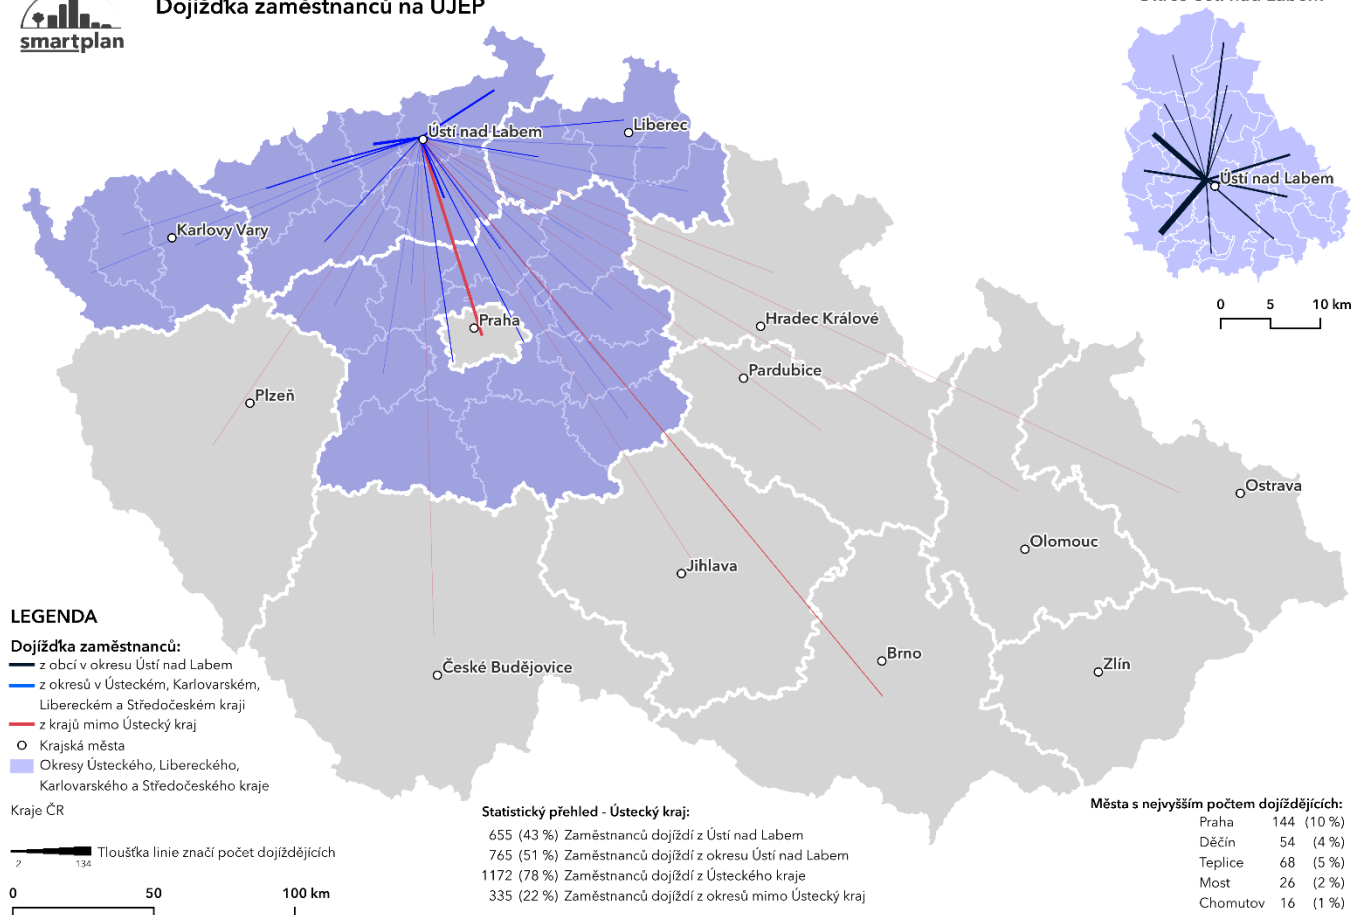 Dojížďka zaměstnanců na UJEP
smartplan
Ústí nad Labem
Liberec
Karlovy Vary
Praha
Hradec Králové
Pardubice
Plzeň
Ostrava
Olomouc
Jihlava
Brno
Zlín
České Budějovice
Ústí nad Labem
0 5 10 km
LEGENDA
Dojížďka zaměstnanců:
z obcí v okresu Ústí nad Labem
z okresů v Ústeckém, Karlovarském,
Libereckém a Středočeském kraji
z krajů mimo Ústecký kraj
Krajská města
Okresy Ústeckého, Libereckého,
Karlovarského a Středočeského kraje
Kraje ČR
Tloušťka linie značí počet dojíždějících
2 134
0 50 100 km
Statistický přehled - Ústecký kraj:
655 (43 %) Zaměstnanců dojíždí z Ústí nad Labem
765 (51 %) Zaměstnanců dojíždí z okresu Ústí nad Labem
1172 (78 %) Zaměstnanců dojíždí z Ústeckého kraje
335 (22 %) Zaměstnanců dojíždí z okresů mimo Ústecký kraj
Města s nejvyšším počtem dojíždějících:
Praha 144 (10 %)
Děčín 54 (4 %)
Teplice 68 (5 %)
Most 26 (2 %)
Chomutov 16 (1 %)